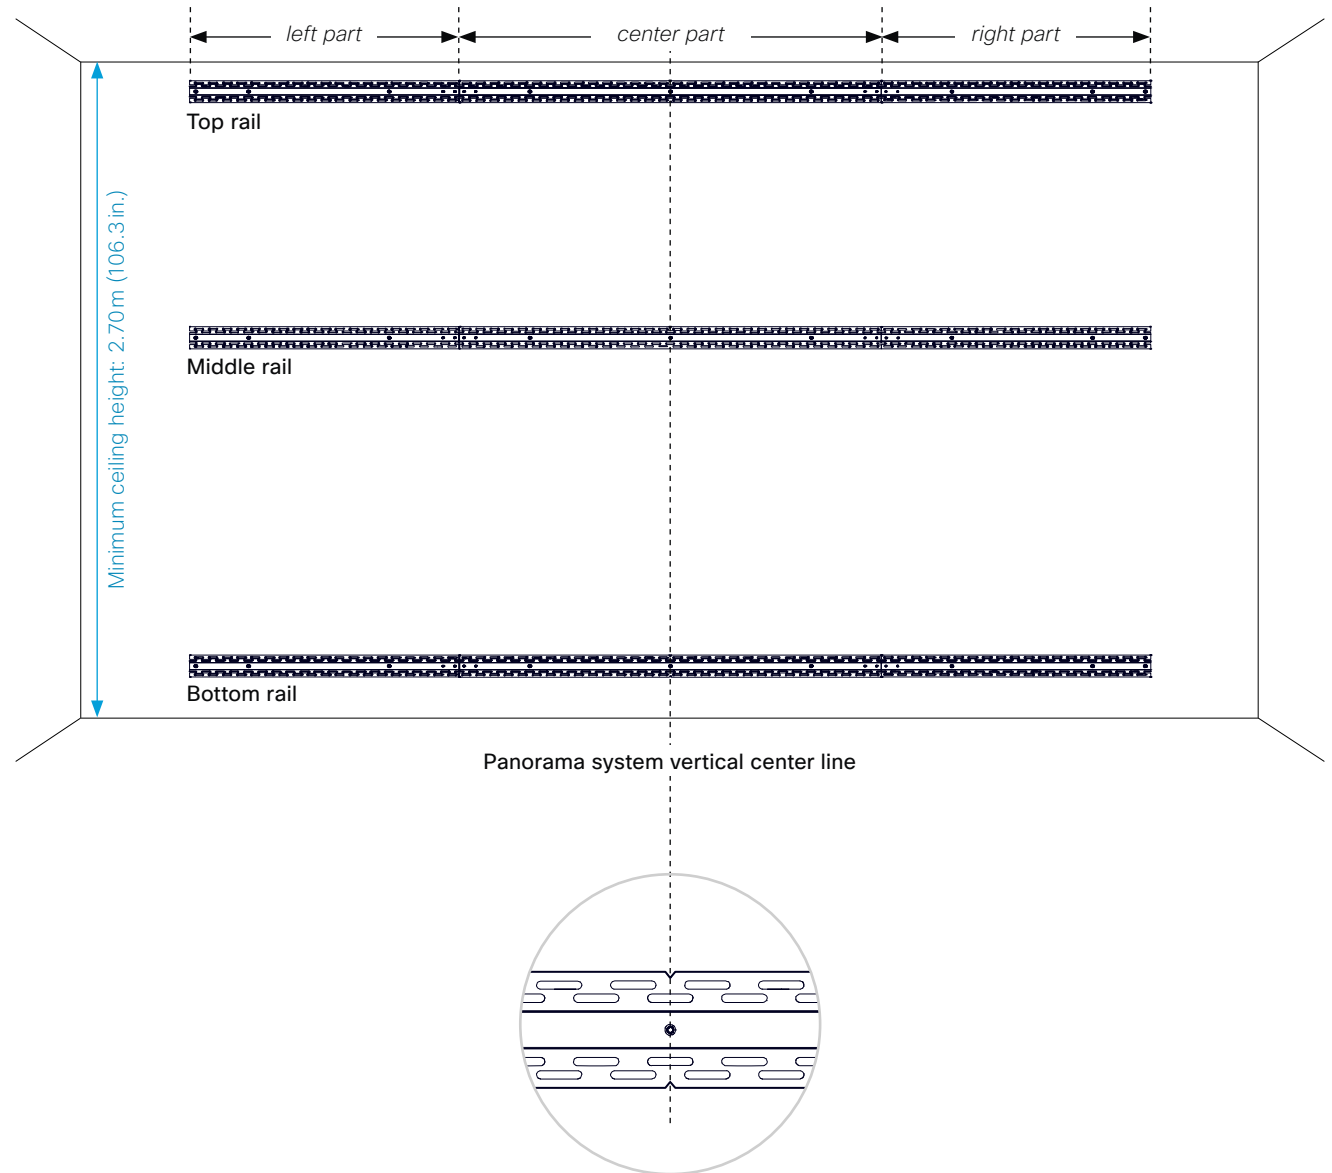 left part
center part
right part
Top rail
Minimum ceiling height: 2.70 m (106.3 in.)
Middle rail
Bottom rail
Panorama system vertical center line